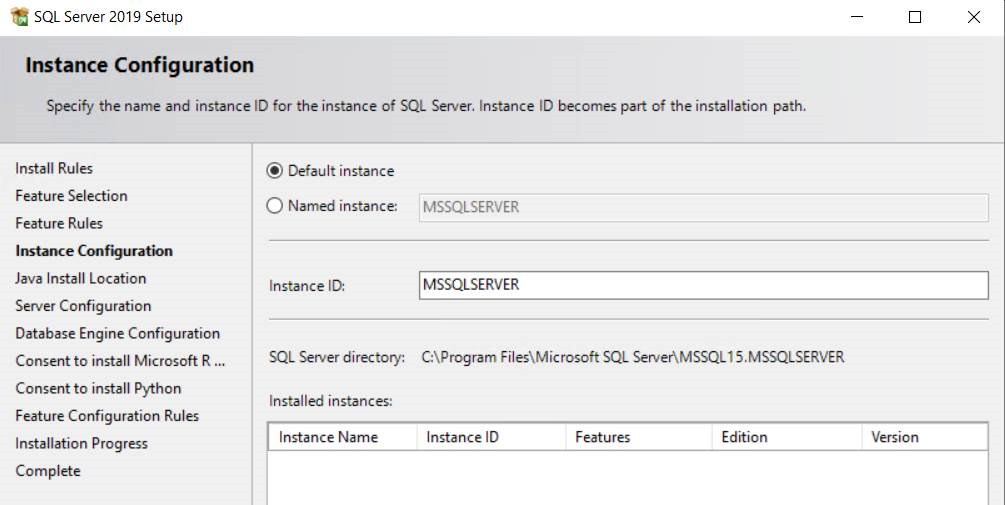 SQL Server 2019 Setup
Instance Configuration
Specify the name and instance ID for the instance of SQL Server. Instance ID becomes part of the installation path.
Install Rules
Feature Selection
Feature Rules
Instance Configuration
Java Install Location
Server Configuration
Database Engine Configuration
Consent to install Microsoft R ...
Consent to install Python
Feature Configuration Rules
Installation Progress
Complete
Default instance
Named instance: MSSQLSERVER
Instance ID: MSSQLSERVER
SQL Server directory: C:\Program Files\Microsoft SQL Server\MSSQL15.MSSQLSERVER
Installed instances:
Instance Name Instance ID Features Edition Version